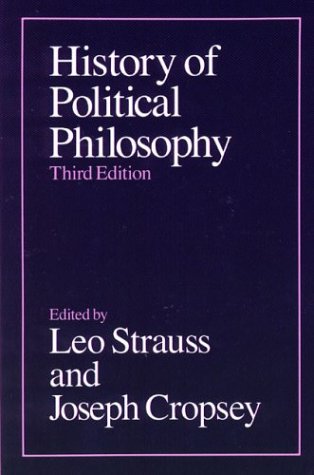 History of
Political
Philosophy
Third Edition
Edited by
Leo Strauss
and
Joseph Cropsey